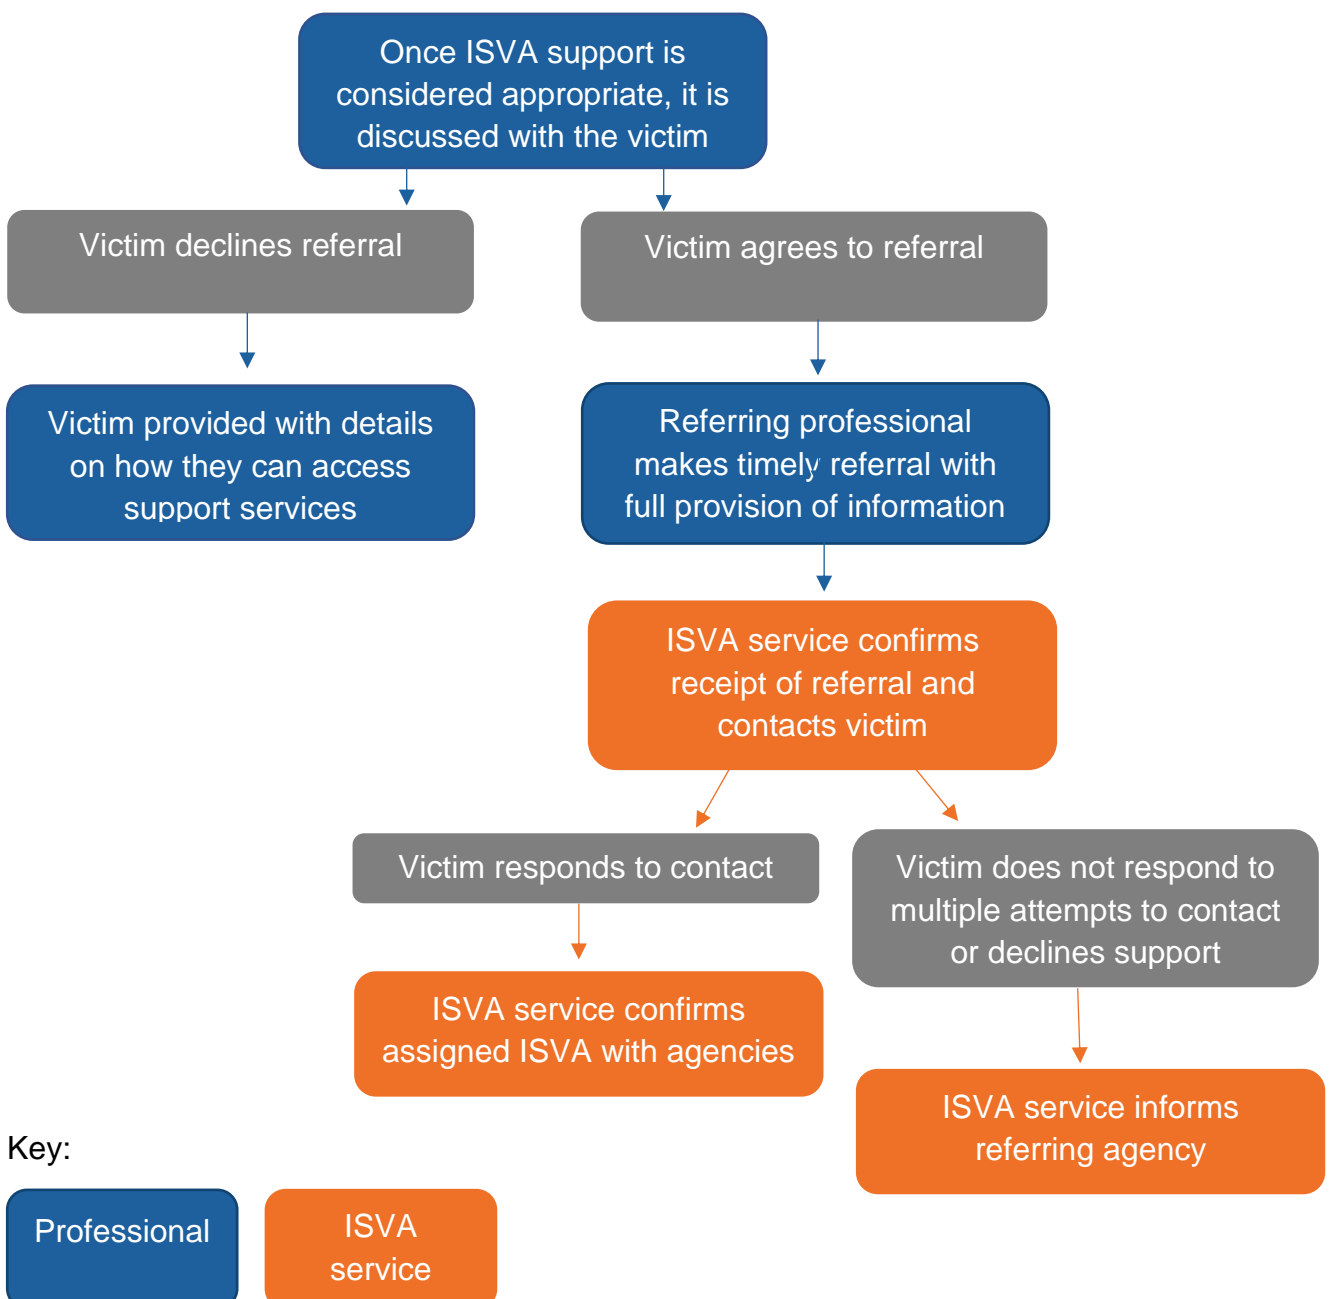 Once ISVA support is
considered appropriate, it is
discussed with the victim
Victim declines referral
Victim agrees to referral
Victim provided with details
on how they can access
support services
Referring professional
makes timely referral with
full provision of information
ISVA service confirms
receipt of referral and
contacts victim
Victim responds to contact
Victim does not respond to
multiple attempts to contact
or declines support
ISVA service confirms
assigned ISVA with agencies
ISVA service informs
referring agency
Key:
Professional
ISVA
service